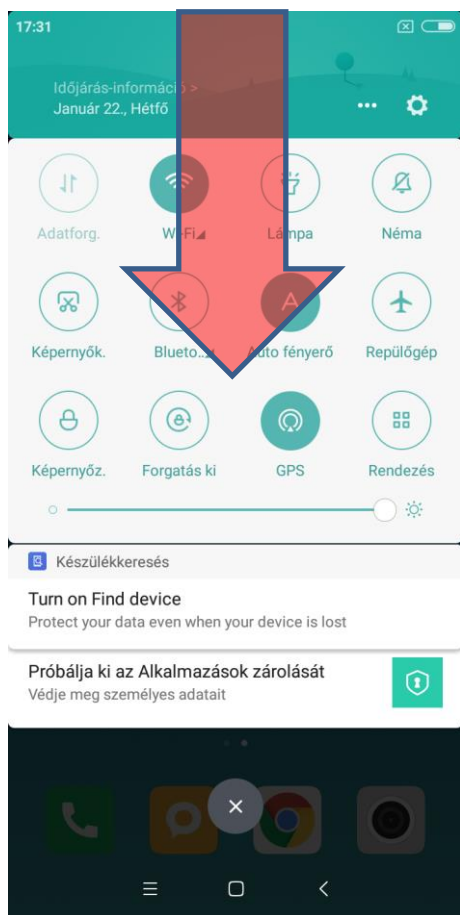 17:31
Időjárás-információ >
Január 22., Hétfő
Adatforg.
Wi-Fi
Lámpa
Néma
Képernyők.
Blueto...
Auto fényerő
Repülőgép
Képernyőz.
Forgatás ki
GPS
Rendezés
Készülékkeresés
Turn on Find device
Protect your data even when your device is lost
Próbálja ki az Alkalmazások zárolását
Védje meg személyes adatait